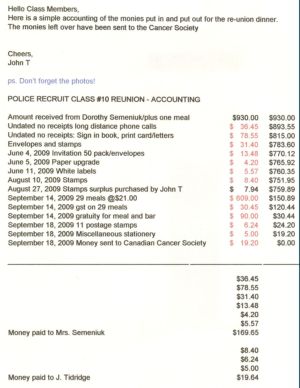 Hello Class Members,
Here is a simple accounting of the monies put in and put out for the re-union dinner.
The monies left over have been sent to the Cancer Society
Cheers,
John T
ps. Don't forget the photos!
POLICE RECRUIT CLASS #10 REUNION - ACCOUNTING
Amount received from Dorothy Semeniuk/plus one meal $930.00 $930.00
Undated no receipts long distance phone calls $ 36.45 $893.55
Undated no receipts: Sign in book, print card/letters $ 78.55 $815.00
Envelopes and stamps $ 31.40 $783.60
June 4, 2009 Invitation 50 pack/envelopes $ 13.48 $770.12
June 5, 2009 Paper upgrade $ 4.20 $765.92
June 11, 2009 White labels $ 5.57 $760.35
August 10, 2009 Stamps $ 8.40 $751.95
August 27, 2009 Stamps surplus purchased by John T $ 7.94 $759.89
September 14, 2009 29 meals @$21.00 $ 609.00 $150.89
September 14, 2009 gst on 29 meals $ 30.45 $120.44
September 14, 2009 gratuity for meal and bar $ 90.00 $30.44
September 18, 2009 11 postage stamps $ 6.24 $24.20
September 18, 2009 Miscellaneous stationery $ 5.00 $19.20
September 18, 2009 Money sent to Canadian Cancer Society $ 19.20 $0.00
$36.45
$78.55
$31.40
$13.48
$4.20
$5.57
Money paid to Mrs. Semeniuk $169.65
$8.40
$6.24
$5.00
Money paid to J. Tidridge $19.64